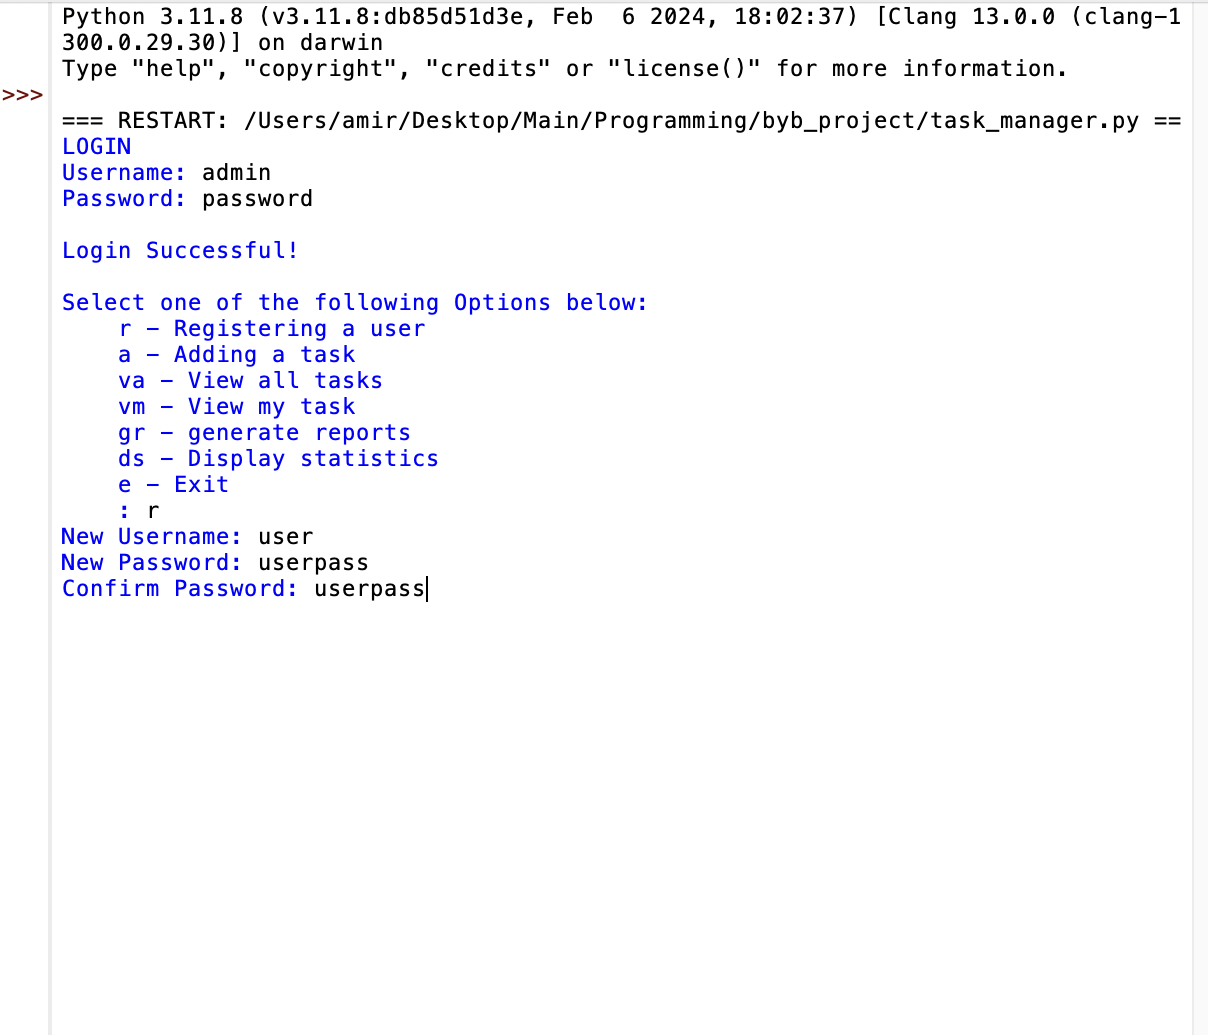 Python 3.11.8 (v3.11.8:db85d51d3e, Feb  6 2024, 18:02:37) [Clang 13.0.0 (clang-1
300.0.29.30)] on darwin
Type "help", "copyright", "credits" or "license()" for more information.
>>>
=== RESTART: /Users/amir/Desktop/Main/Programming/byb_project/task_manager.py ==
LOGIN
Username: admin
Password: password
Login Successful!
Select one of the following Options below:
r - Registering a user
a - Adding a task
va - View all tasks
vm - View my task
gr - generate reports
ds - Display statistics
e - Exit
: r
New Username: user
New Password: userpass
Confirm Password: userpass